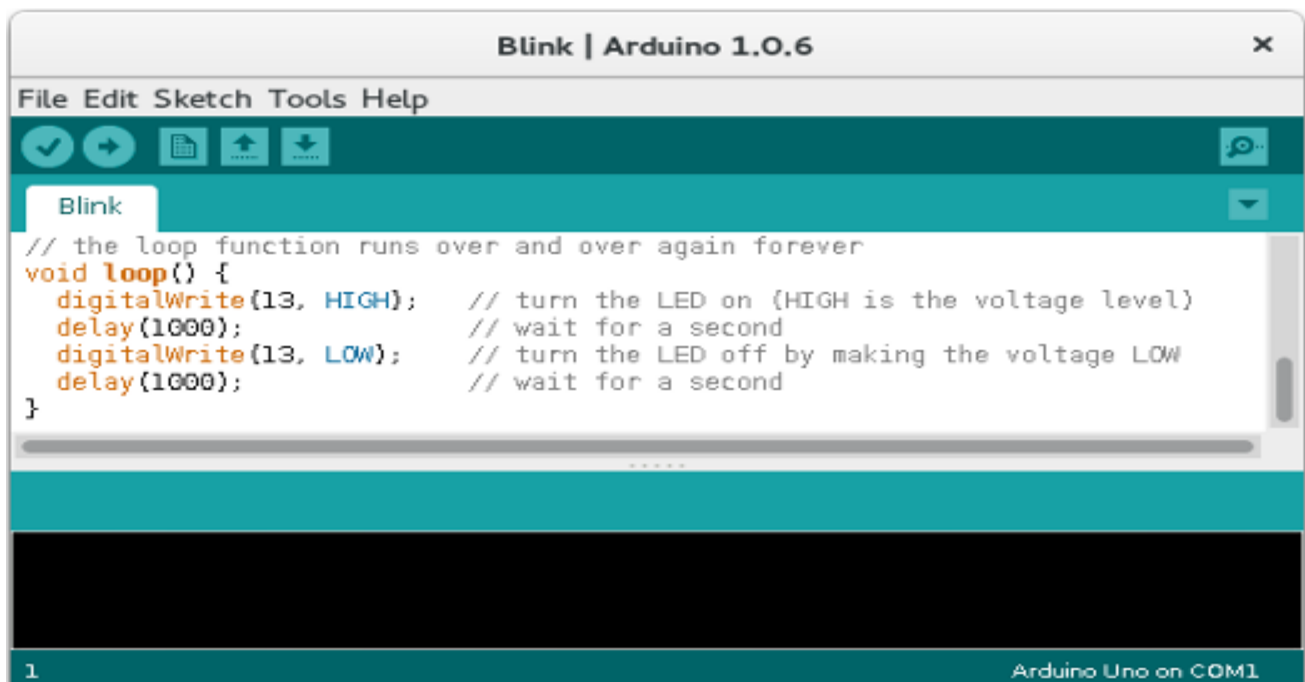 Blink | Arduino 1.0.6
File Edit Sketch Tools Help
Blink
// the loop function runs over and over again forever
void loop() {
  digitalWrite(13, HIGH);   // turn the LED on (HIGH is the voltage level)
  delay(1000);              // wait for a second
  digitalWrite(13, LOW);    // turn the LED off by making the voltage LOW
  delay(1000);              // wait for a second
}
1
Arduino Uno on COM1